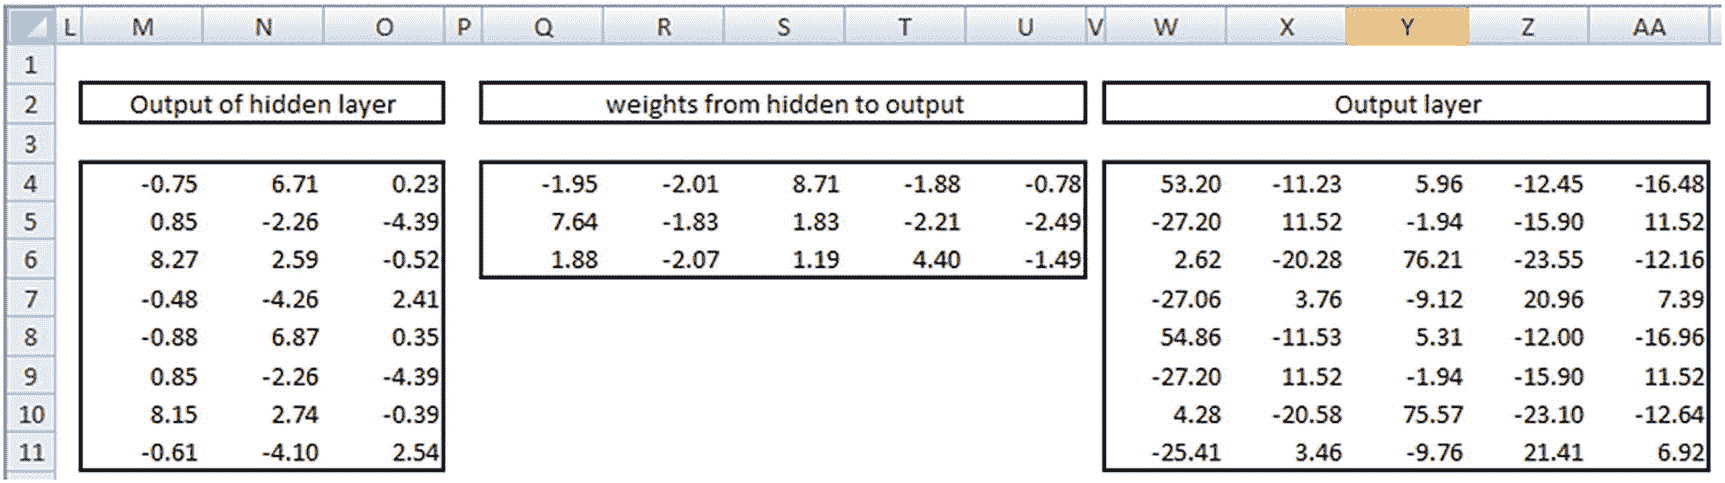 L M N O P Q R S T U V W X Y Z AA
1
2 Output of hidden layer weights from hidden to output Output layer
3
4 -0.75 6.71 0.23 -1.95 -2.01 8.71 -1.88 -0.78 53.20 -11.23 5.96 -12.45 -16.48
5 0.85 -2.26 -4.39 7.64 -1.83 1.83 -2.21 -2.49 -27.20 11.52 -1.94 -15.90 11.52
6 8.27 2.59 -0.52 1.88 -2.07 1.19 4.40 -1.49 2.62 -20.28 76.21 -23.55 -12.16
7 -0.48 -4.26 2.41 -27.06 3.76 -9.12 20.96 7.39
8 -0.88 6.87 0.35 54.86 -11.53 5.31 -12.00 -16.96
9 0.85 -2.26 -4.39 -27.20 11.52 -1.94 -15.90 11.52
10 8.15 2.74 -0.39 4.28 -20.58 75.57 -23.10 -12.64
11 -0.61 -4.10 2.54 -25.41 3.46 -9.76 21.41 6.92